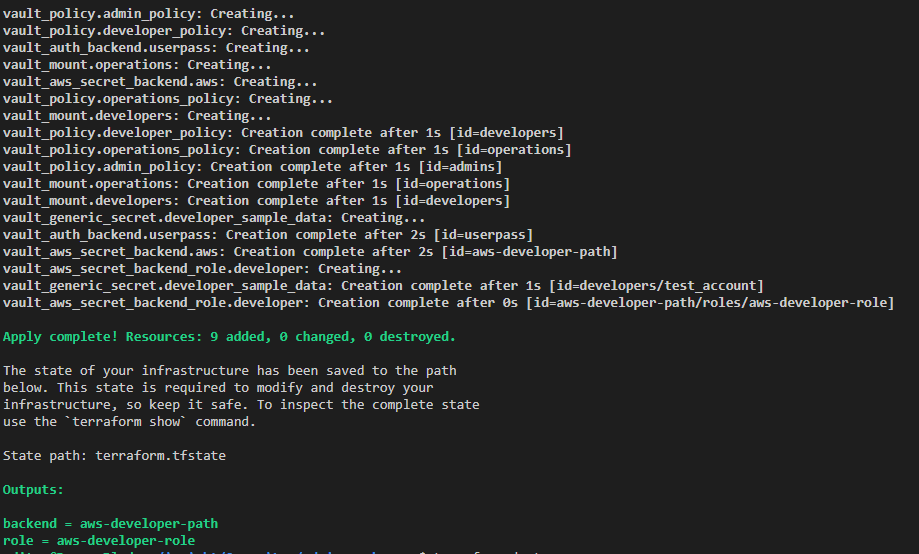 vault_policy.admin_policy: Creating...
vault_policy.developer_policy: Creating...
vault_auth_backend.userpass: Creating...
vault_mount.operations: Creating...
vault_aws_secret_backend.aws: Creating...
vault_policy.operations_policy: Creating...
vault_mount.developers: Creating...
vault_policy.developer_policy: Creation complete after 1s [id=developers]
vault_policy.operations_policy: Creation complete after 1s [id=operations]
vault_policy.admin_policy: Creation complete after 1s [id=admins]
vault_mount.operations: Creation complete after 1s [id=operations]
vault_mount.developers: Creation complete after 1s [id=developers]
vault_generic_secret.developer_sample_data: Creating...
vault_auth_backend.userpass: Creation complete after 2s [id=userpass]
vault_aws_secret_backend.aws: Creation complete after 2s [id=aws-developer-path]
vault_aws_secret_backend_role.developer: Creating...
vault_generic_secret.developer_sample_data: Creation complete after 1s [id=developers/test_account]
vault_aws_secret_backend_role.developer: Creation complete after 0s [id=aws-developer-path/roles/aws-developer-role]
Apply complete! Resources: 9 added, 0 changed, 0 destroyed.
The state of your infrastructure has been saved to the path
below. This state is required to modify and destroy your
infrastructure, so keep it safe. To inspect the complete state
use the `terraform show` command.
State path: terraform.tfstate
Outputs:
backend = aws-developer-path
role = aws-developer-role